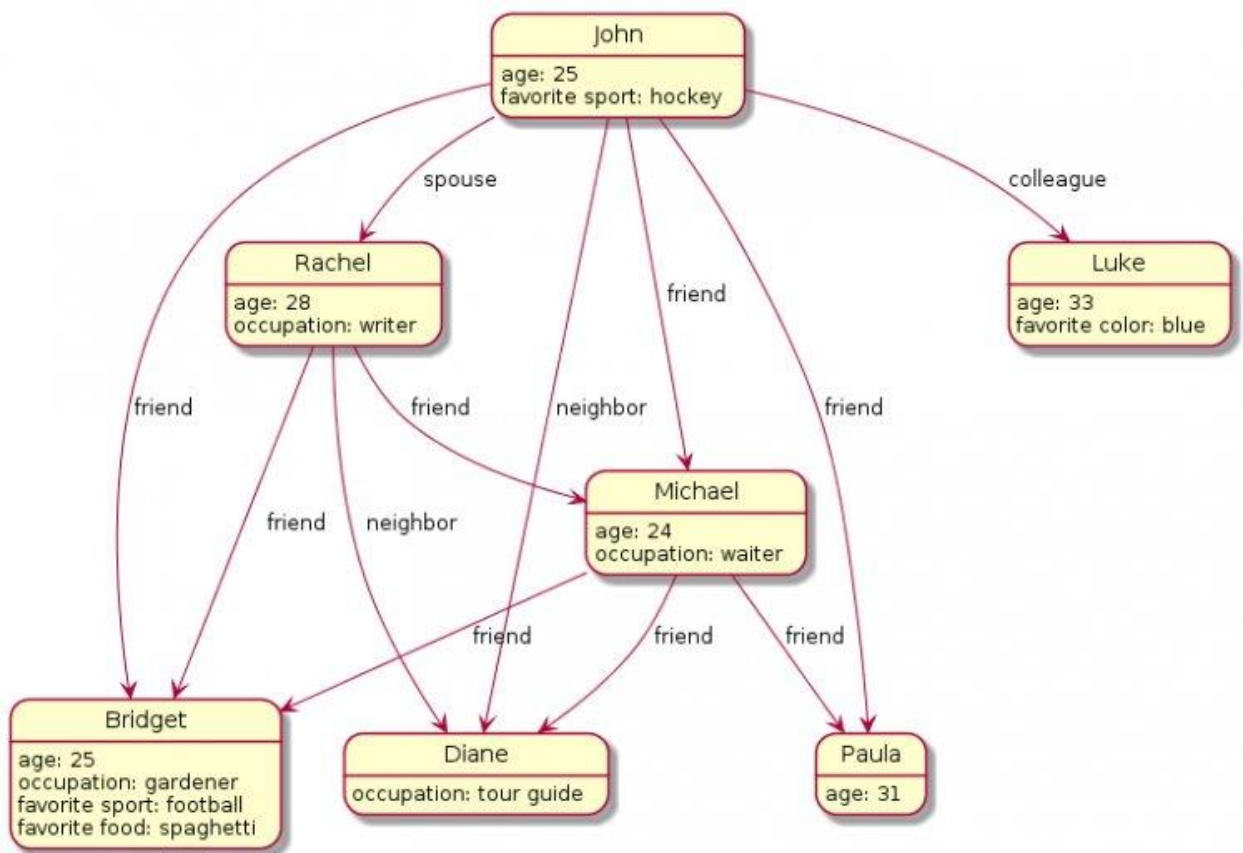 John
age: 25
favorite sport: hockey
spouse
colleague
Rachel
age: 28
occupation: writer
friend
Luke
age: 33
favorite color: blue
friend
friend
neighbor
friend
Michael
age: 24
occupation: waiter
friend
neighbor
friend
friend
friend
Bridget
age: 25
occupation: gardener
favorite sport: football
favorite food: spaghetti
Diane
occupation: tour guide
Paula
age: 31